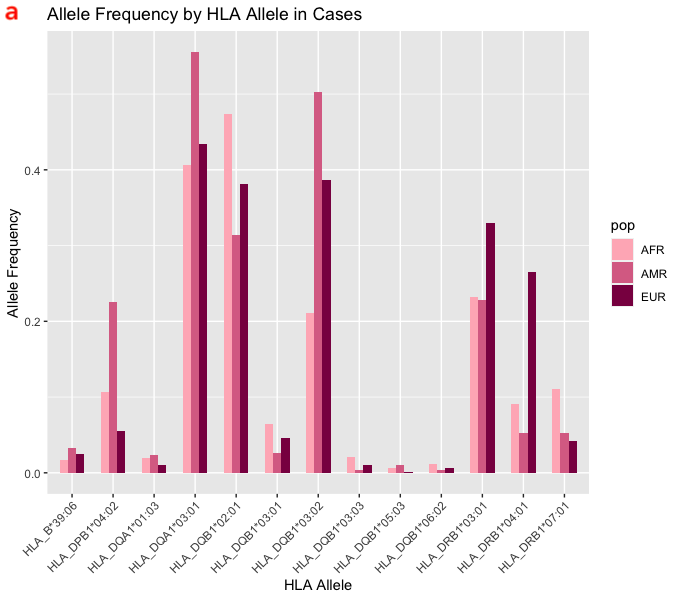 a
Allele Frequency by HLA Allele in Cases
Allele Frequency
0.4
0.2
0.0
HLA_B*39:06
HLA_DPB1*04:02
HLA_DQA1*01:03
HLA_DQA1*03:01
HLA_DQB1*02:01
HLA_DQB1*03:01
HLA_DQB1*03:02
HLA_DQB1*03:03
HLA_DQB1*05:03
HLA_DQB1*06:02
HLA_DRB1*03:01
HLA_DRB1*04:01
HLA_DRB1*07:01
HLA Allele
pop
AFR
AMR
EUR